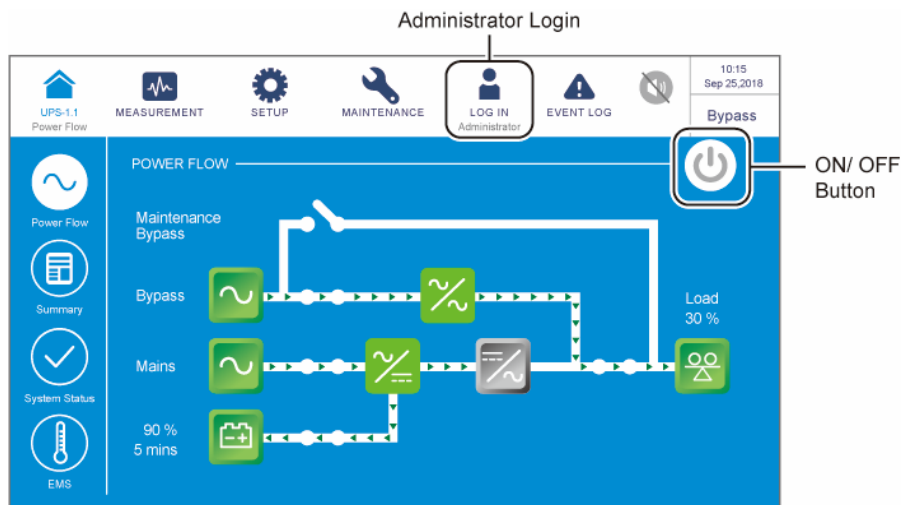 Administrator Login
UPS-1.1
Power Flow
MEASUREMENT
SETUP
MAINTENANCE
LOG IN
Administrator
EVENT LOG
10:15
Sep 25,2018
Bypass
ON/ OFF
Button
POWER FLOW
Power Flow
Maintenance
Bypass
Summary
Bypass
Load
30 %
System Status
Mains
90 %
5 mins
EMS